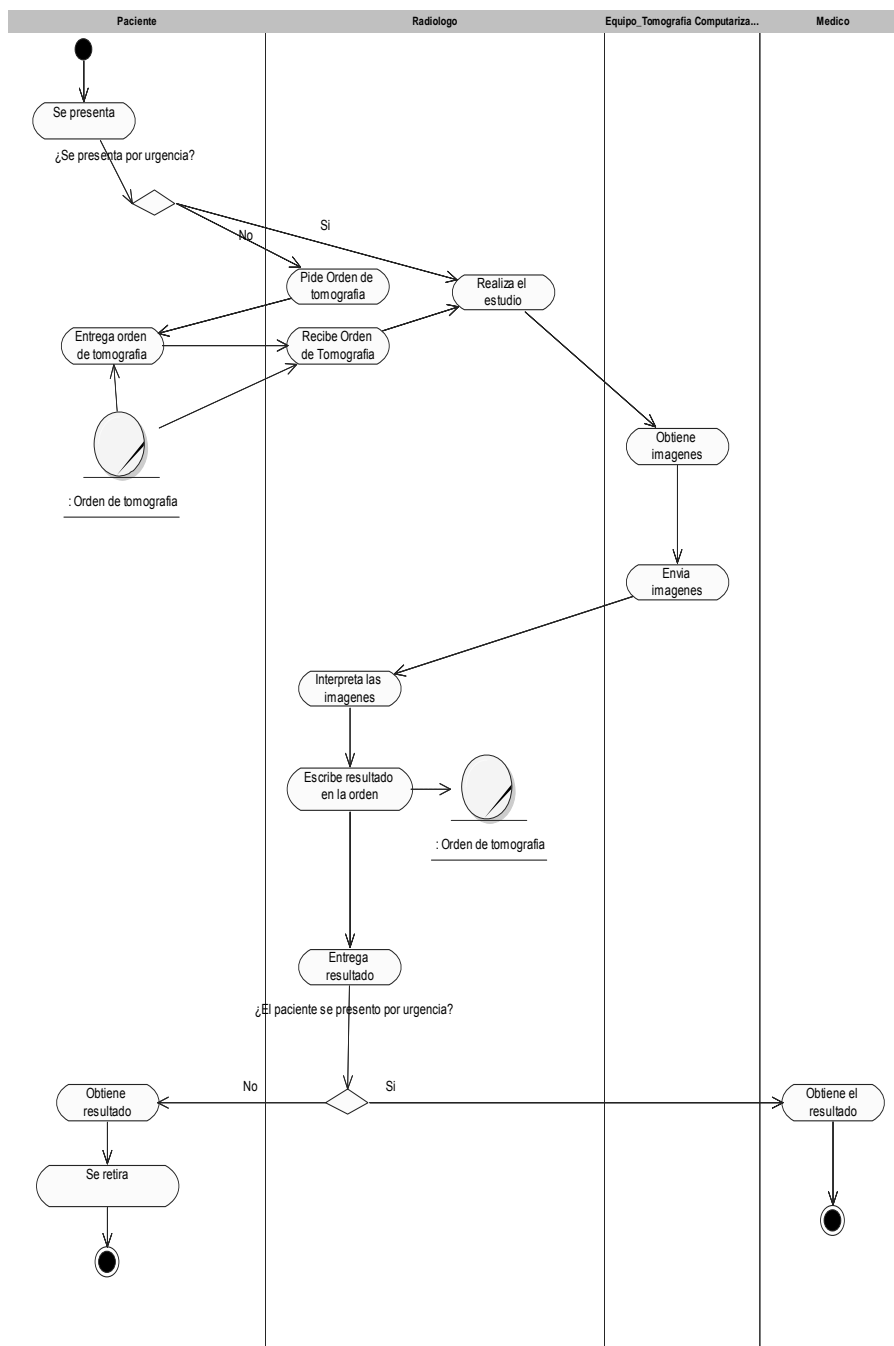 Paciente
Radiologo
Equipo_Tomografia Computariza...
Medico
Se presenta
¿Se presenta por urgencia?
Si
No
Pide Orden de
tomografia
Realiza el
estudio
Entrega orden
de tomografia
Recibe Orden
de Tomografia
Obtiene
imagenes
: Orden de tomografia
Envia
imagenes
Interpreta las
imagenes
Escribe resultado
en la orden
: Orden de tomografia
Entrega
resultado
¿El paciente se presento por urgencia?
No
Si
Obtiene
resultado
Obtiene el
resultado
Se retira